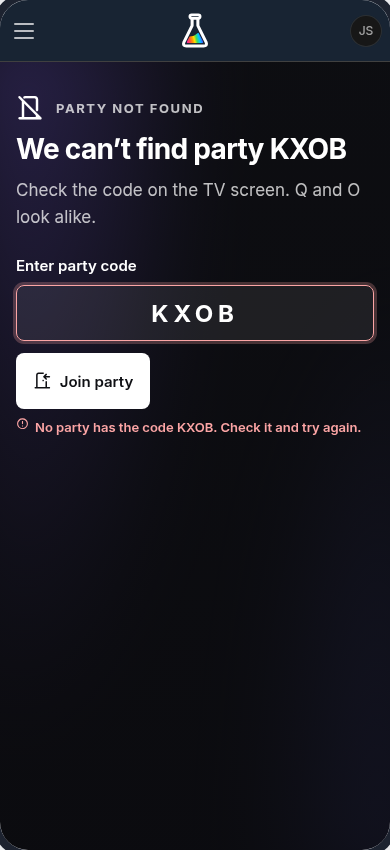 JS
PARTY NOT FOUND
We can’t find party KXOB
Check the code on the TV screen. Q and O
look alike.
Enter party code
KXOB
Join party
No party has the code KXOB. Check it and try again.